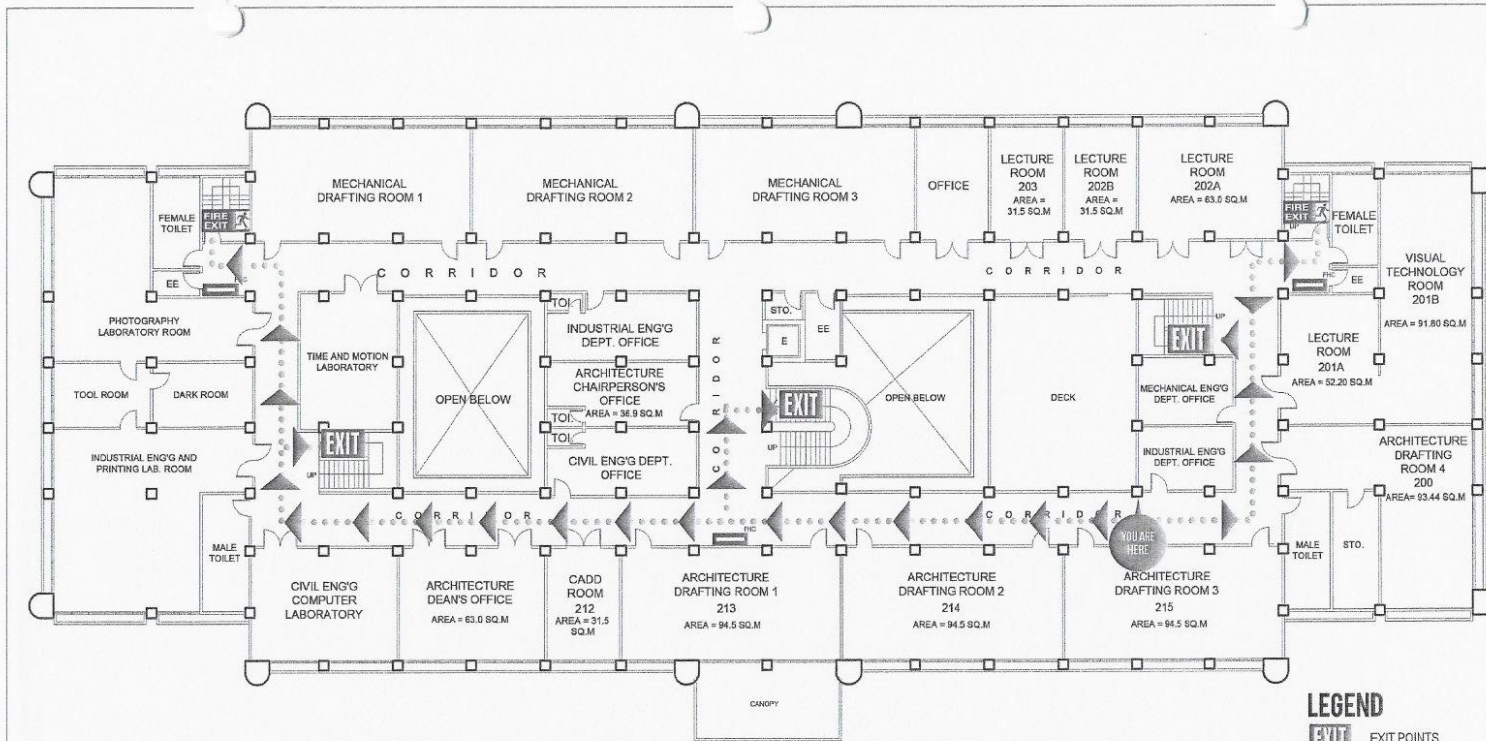 MECHANICAL
DRAFTING ROOM 1
MECHANICAL
DRAFTING ROOM 2
MECHANICAL
DRAFTING ROOM 3
OFFICE
LECTURE
ROOM
203
AREA =
31.5 SQ.M
LECTURE
ROOM
202B
AREA =
31.5 SQ.M
LECTURE
ROOM
202A
AREA = 63.0 SQ.M
FEMALE
TOILET
FIRE
EXIT
FIRE
EXIT
UP
FEMALE
TOILET
EE
CORRIDOR
CORRIDOR
FHC
EE
VISUAL
TECHNOLOGY
ROOM
201B
AREA = 91.80 SQ.M
PHOTOGRAPHY
LABORATORY ROOM
TIME AND MOTION
LABORATORY
OPEN BELOW
TOI.
INDUSTRIAL ENG'G
DEPT. OFFICE
ARCHITECTURE
CHAIRPERSON'S
OFFICE
AREA = 36.9 SQ.M
TOI.
TOI.
CIVIL ENG'G DEPT.
OFFICE
CORRIDOR
STO.
EE
E
EXIT
UP
OPEN BELOW
DECK
UP
EXIT
MECHANICAL ENG'G
DEPT. OFFICE
INDUSTRIAL ENG'G
DEPT. OFFICE
LECTURE
ROOM
201A
AREA = 52.20 SQ.M
TOOL ROOM
DARK ROOM
EXIT
UP
INDUSTRIAL ENG'G AND
PRINTING LAB. ROOM
ARCHITECTURE
DRAFTING
ROOM 4
200
AREA= 93.44 SQ.M
CORRIDOR
FHC
CORRIDOR
YOU ARE
HERE
MALE
TOILET
MALE
TOILET
STO.
CIVIL ENG'G
COMPUTER
LABORATORY
ARCHITECTURE
DEAN'S OFFICE
AREA = 63.0 SQ.M
CADD
ROOM
212
AREA = 31.5
SQ.M
ARCHITECTURE
DRAFTING ROOM 1
213
AREA = 94.5 SQ.M
ARCHITECTURE
DRAFTING ROOM 2
214
AREA = 94.5 SQ.M
ARCHITECTURE
DRAFTING ROOM 3
215
AREA = 94.5 SQ.M
CANOPY
LEGEND
EXIT EXIT POINTS